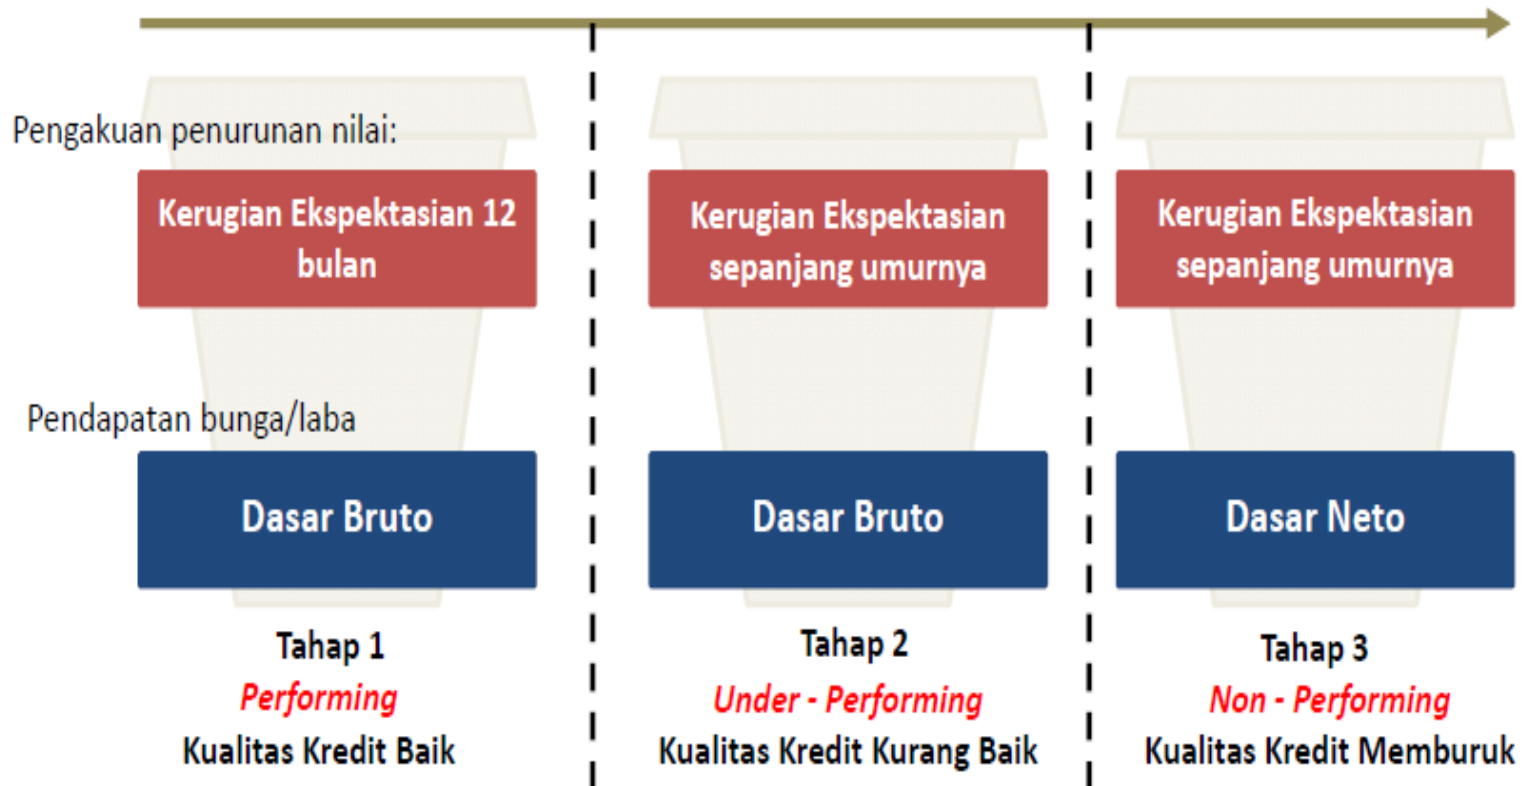 Pengakuan penurunan nilai:
Kerugian Ekspektasian 12
bulan
Kerugian Ekspektasian
sepanjang umurnya
Kerugian Ekspektasian
sepanjang umurnya
Pendapatan bunga/laba
Dasar Bruto
Dasar Bruto
Dasar Neto
Tahap 1
Performing
Kualitas Kredit Baik
Tahap 2
Under - Performing
Kualitas Kredit Kurang Baik
Tahap 3
Non - Performing
Kualitas Kredit Memburuk